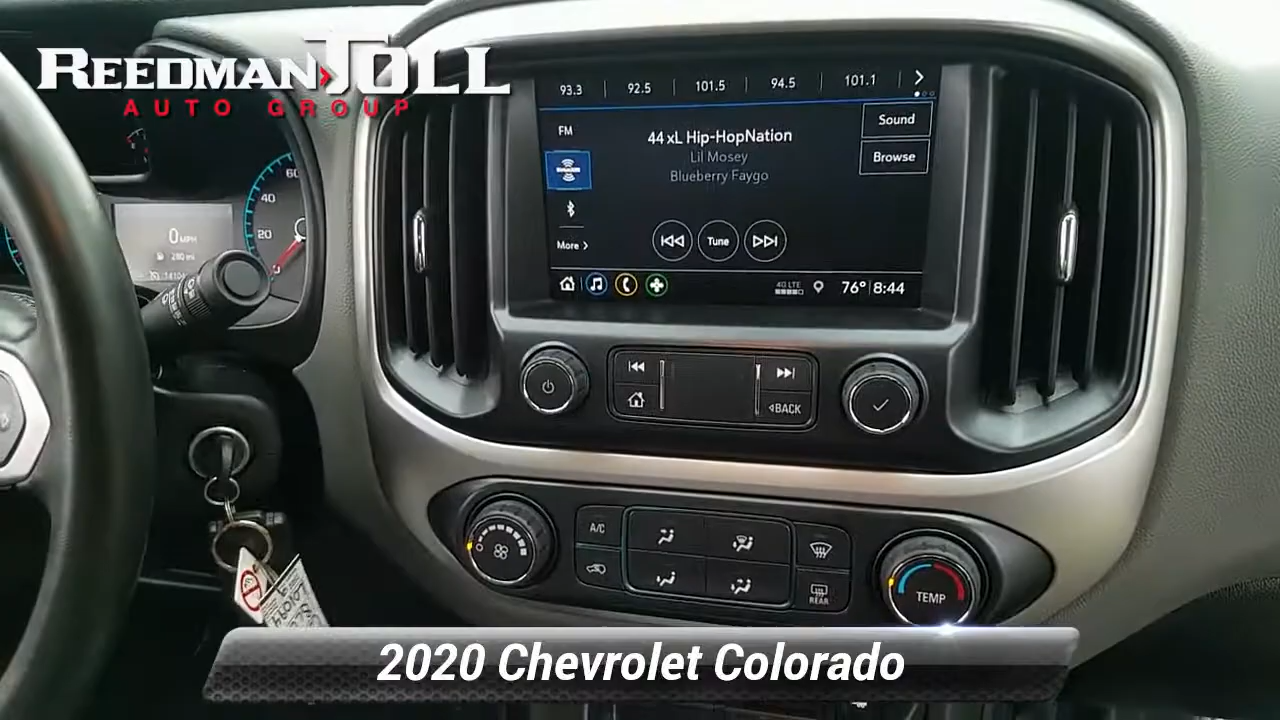 REEDMAN TOLL
AUTO GROUP
93.3 92.5 101.5 94.5 101.1
FM
44 xL Hip-HopNation
Lil Mosey
Blueberry Faygo
Sound
Browse
More
Tune
4G LTE
76° 8:44
60
40
20
0 MPH
280 mi
BACK
A/C
REAR
TEMP
2020 Chevrolet Colorado